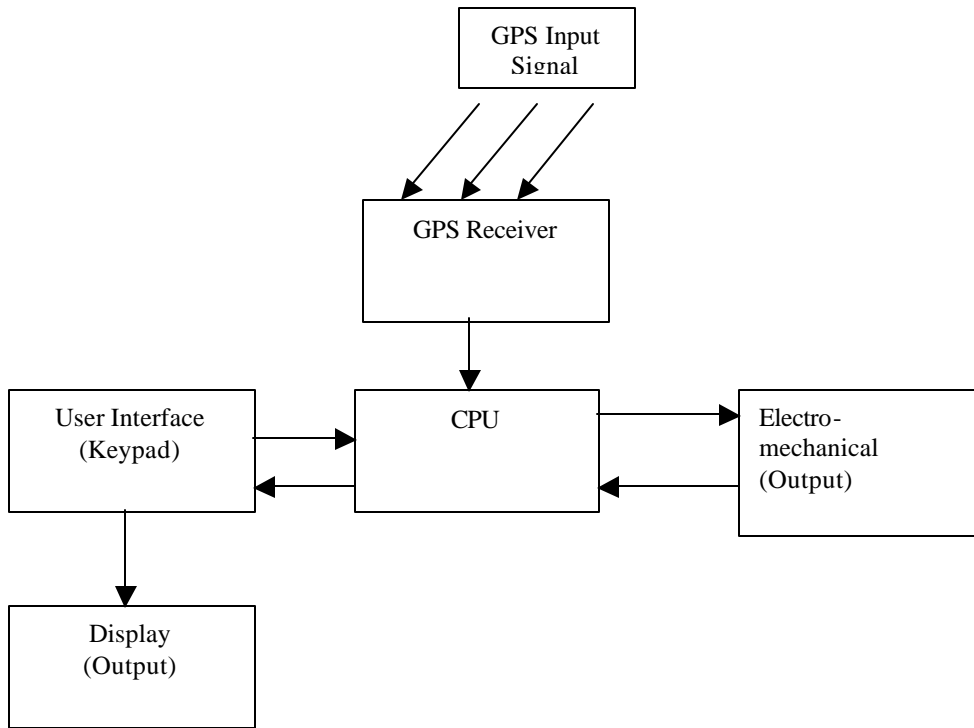 GPS Input
Signal
GPS Receiver
User Interface
(Keypad)
CPU
Electro-
mechanical
(Output)
Display
(Output)